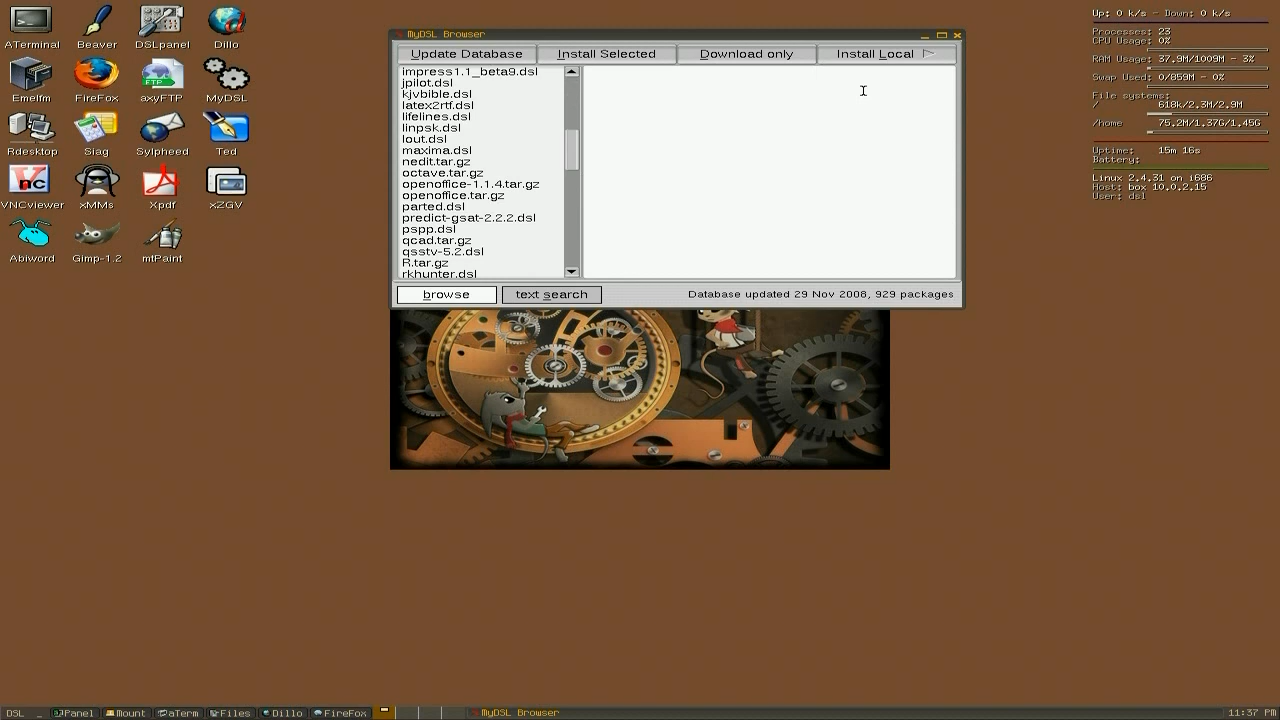 ATerminal
Beaver
DSLpanel
Dillo
Emelfm
FireFox
axyFTP
FTP
MyDSL
Rdesktop
Siag
Sylpheed
Ted
VNCviewer
xMMs
Xpdf
xZGV
Abiword
Gimp-1.2
mtPaint
MyDSL Browser
Update Database
Install Selected
Download only
Install Local
impress1.1_beta9.dsl
jpilot.dsl
kjvbible.dsl
latex2rtf.dsl
lifelines.dsl
linpsk.dsl
lout.dsl
maxima.dsl
nedit.tar.gz
octave.tar.gz
openoffice-1.1.4.tar.gz
openoffice.tar.gz
parted.dsl
predict-gsat-2.2.2.dsl
pspp.dsl
qcad.tar.gz
qsstv-5.2.dsl
R.tar.gz
rkhunter.dsl
browse
text search
Database updated 29 Nov 2008, 929 packages
Up: 0 k/s - Down: 0 k/s
Processes: 23
CPU Usage: 0%
RAM Usage: 37.9M/1009M - 3%
Swap Used: 0/859M - 0%
File systems:
/ 618k/2.3M/2.9M
/home 75.2M/1.37G/1.45G
Uptime: 15m 16s
Battery:
Linux 2.4.31 on i686
Host: box 10.0.2.15
User: dsl
DSL _ Panel Mount aTerm Files Dillo FireFox MyDSL Browser 11:37 PM